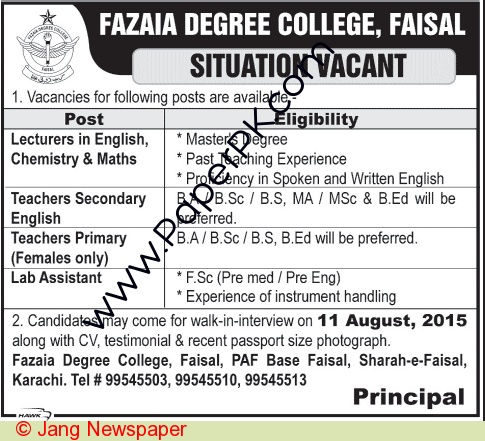 FAZAIA DEGREE COLLEGE, FAISAL
SITUATION VACANT
1. Vacancies for following posts are available.-
Post Eligibility
Lecturers in English, * Master's Degree
Chemistry & Maths * Past Teaching Experience
* Proficiency in Spoken and Written English
Teachers Secondary B.A / B.Sc / B.S, MA / MSc & B.Ed will be
English preferred.
Teachers Primary B.A / B.Sc / B.S, B.Ed will be preferred.
(Females only)
Lab Assistant * F.Sc (Pre med / Pre Eng)
* Experience of instrument handling
2. Candidates may come for walk-in-interview on 11 August, 2015
along with CV, testimonial & recent passport size photograph.
Fazaia Degree College, Faisal, PAF Base Faisal, Sharah-e-Faisal,
Karachi. Tel # 99545503, 99545510, 99545513
Principal
HAWK
www.PaperPK.com
© Jang Newspaper